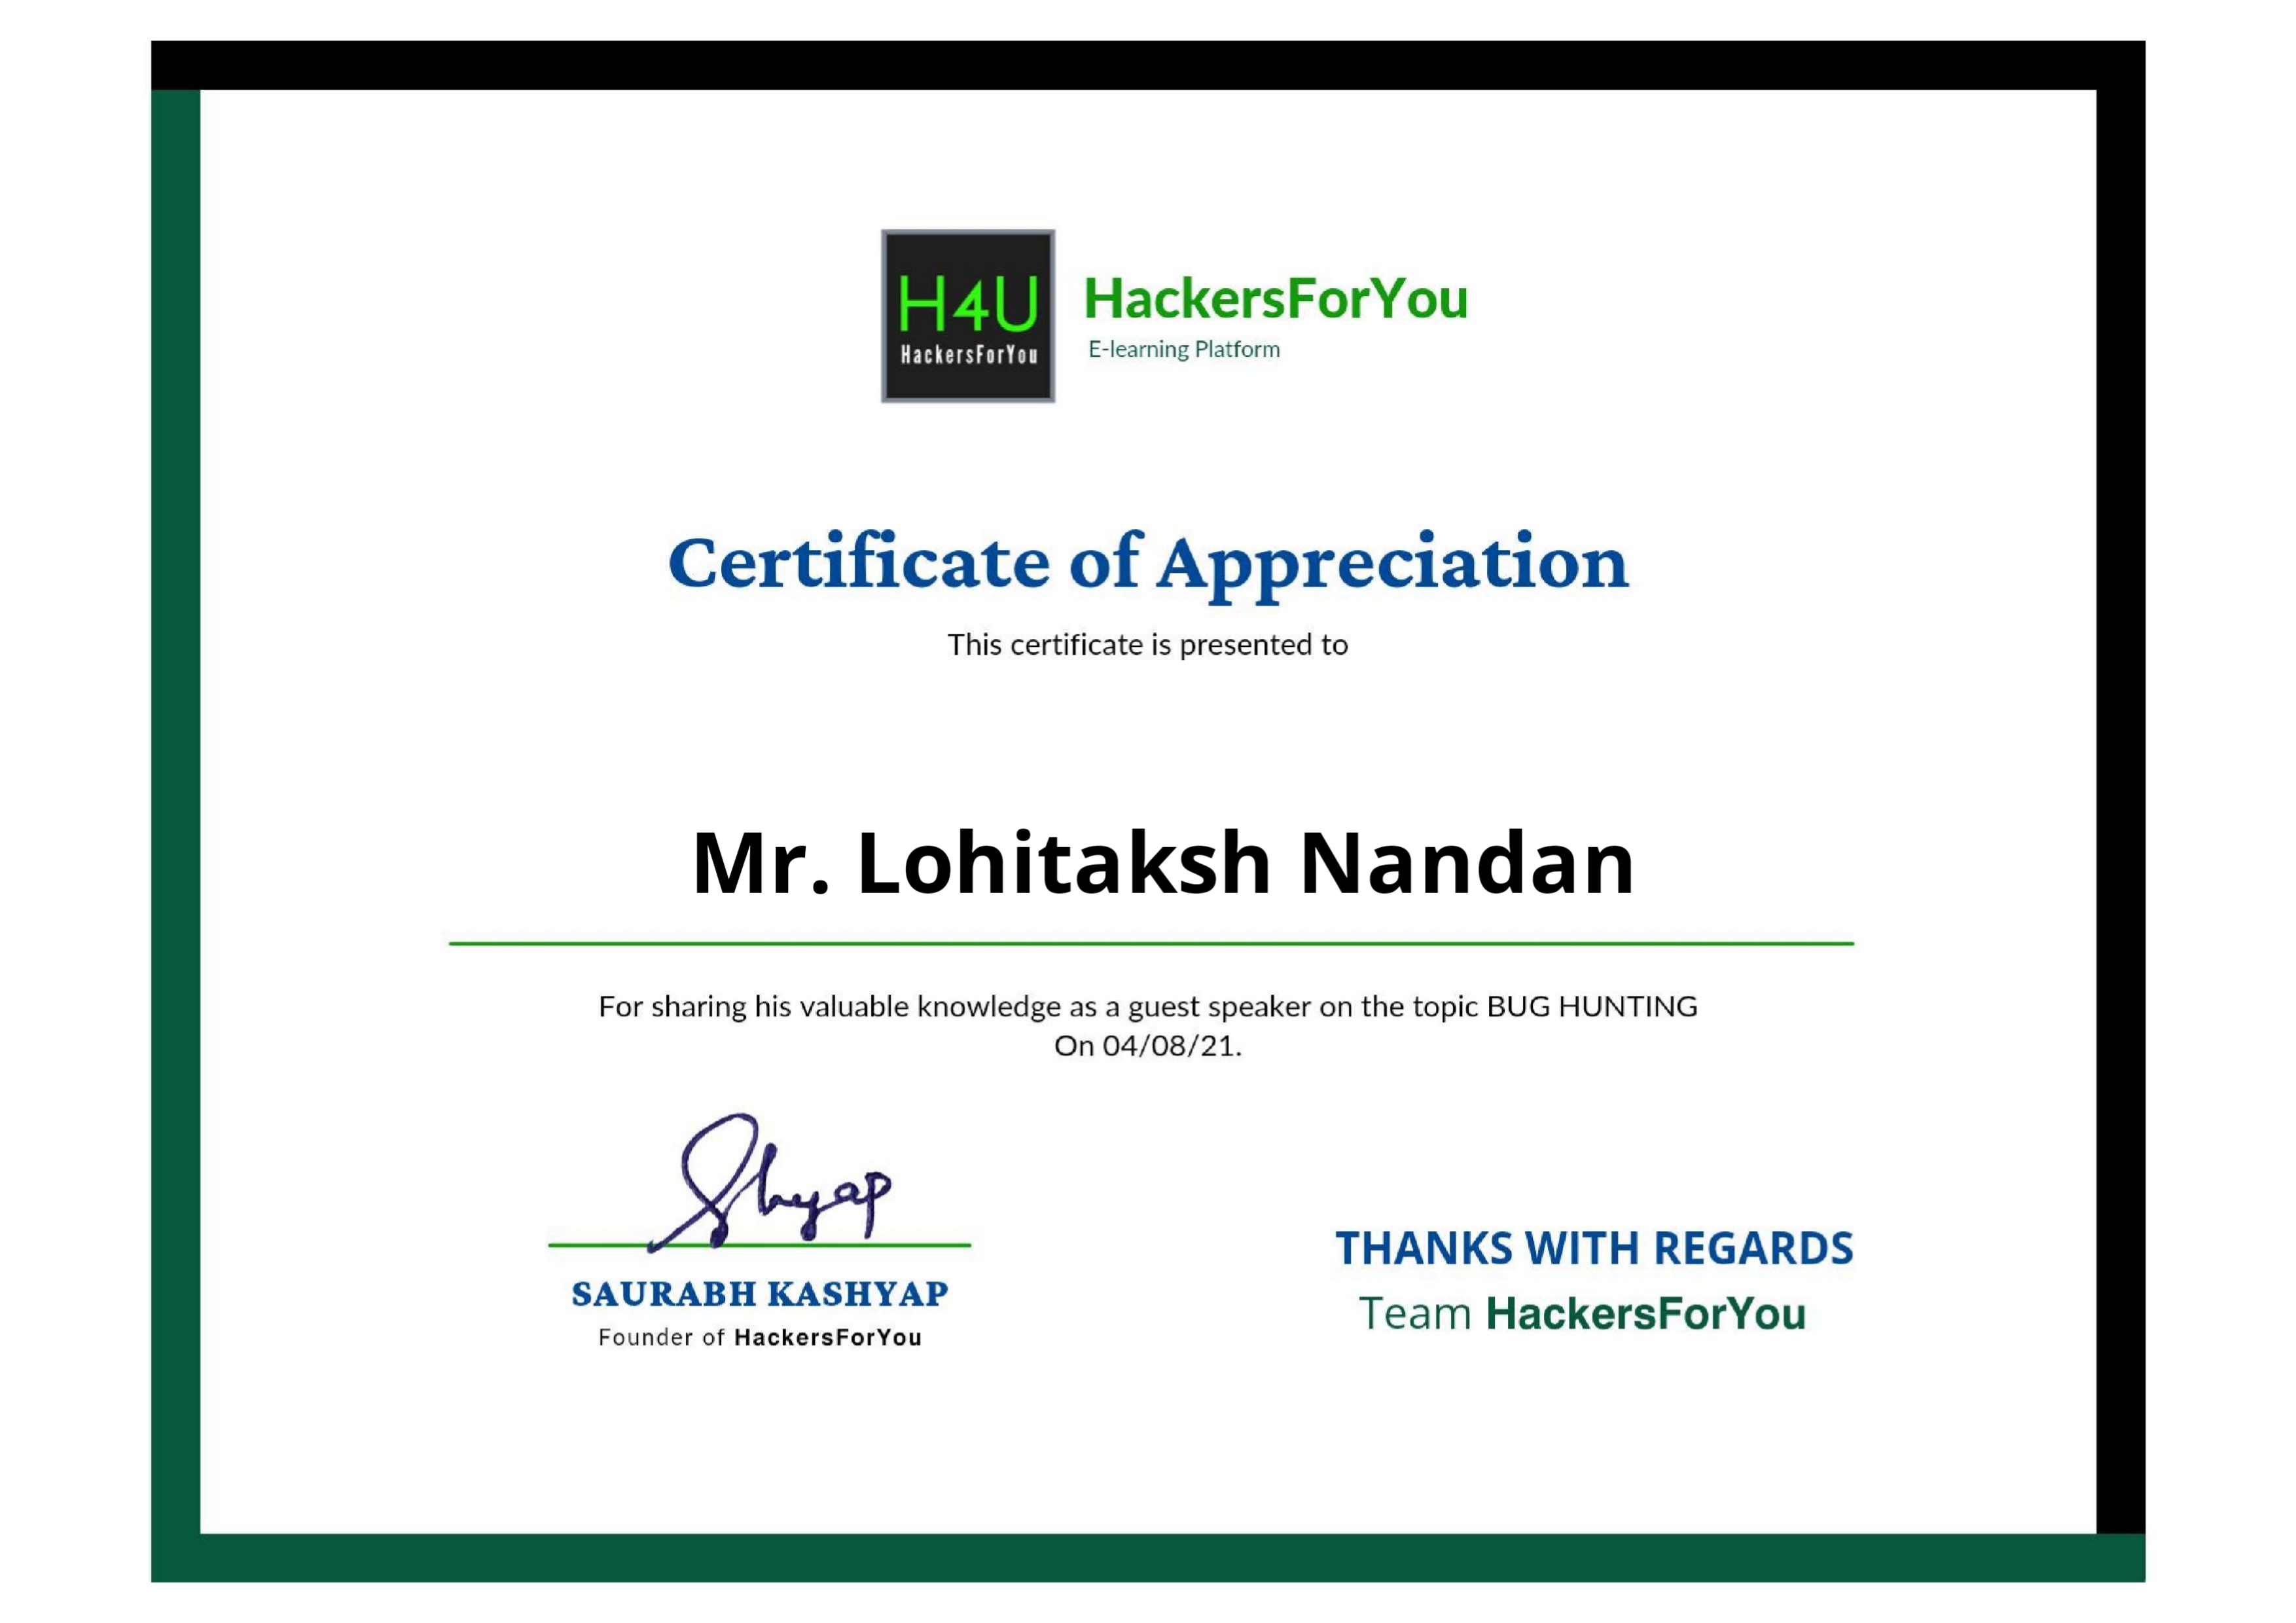 H4U
HackersForYou
HackersForYou
E-learning Platform
Certificate of Appreciation
This certificate is presented to
Mr. Lohitaksh Nandan
For sharing his valuable knowledge as a guest speaker on the topic BUG HUNTING
On 04/08/21.
Shyap
SAURABH KASHYAP
Founder of HackersForYou
THANKS WITH REGARDS
Team HackersForYou